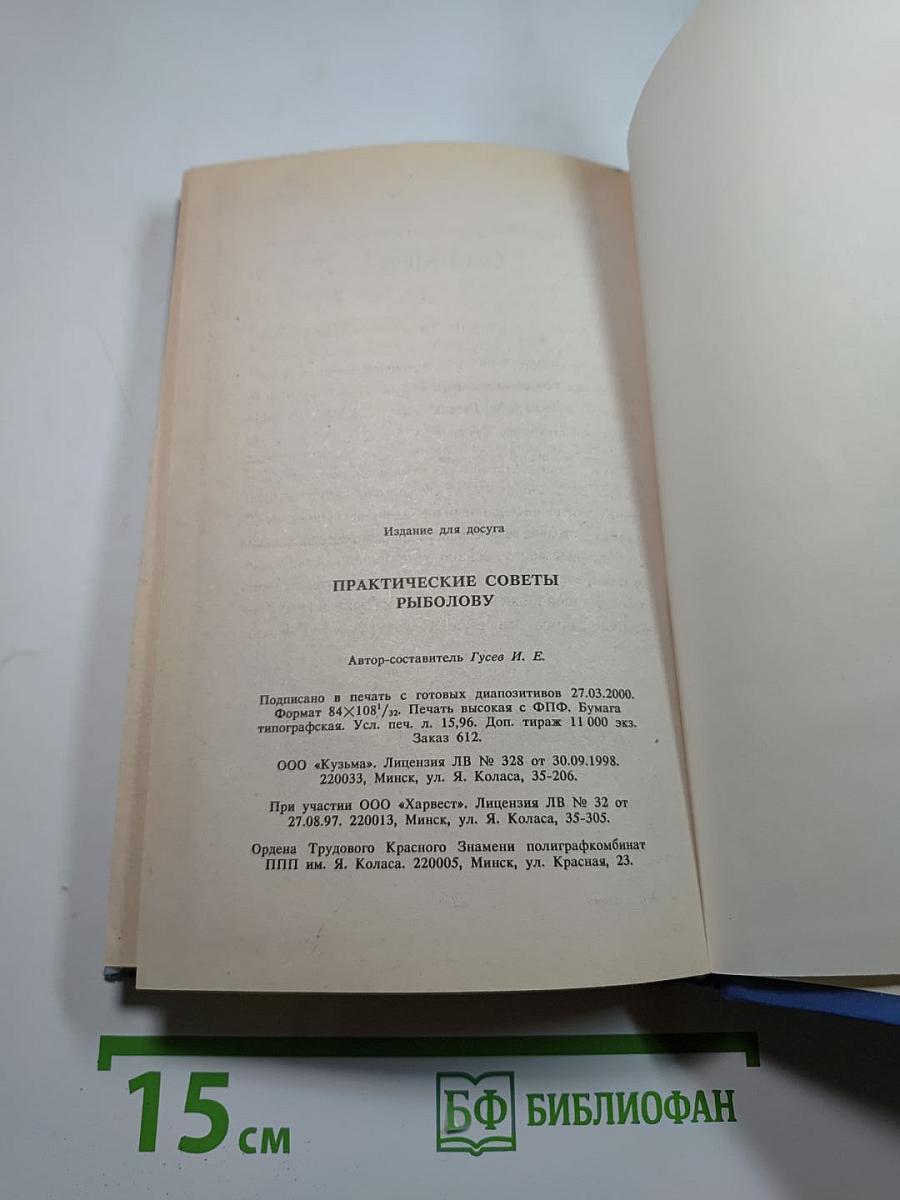 Издание для досуга
ПРАКТИЧЕСКИЕ СОВЕТЫ
РЫБОЛОВУ
Автор-составитель Гусев И. Е.
Подписано в печать с готовых диапозитивов 27.03.2000.
Формат 84×108¹/₃₂. Печать высокая с ФПФ. Бумага
типографская. Усл. печ. л. 15,96. Доп. тираж 11 000 экз.
Заказ 612.
ООО «Кузьма». Лицензия ЛВ № 328 от 30.09.1998.
220033, Минск, ул. Я. Коласа, 35-206.
При участии ООО «Харвест». Лицензия ЛВ № 32 от
27.08.97. 220013, Минск, ул. Я. Коласа, 35-305.
Ордена Трудового Красного Знамени полиграфкомбинат
ППП им. Я. Коласа. 220005, Минск, ул. Красная, 23.
15 см
БФ БИБЛИОФАН